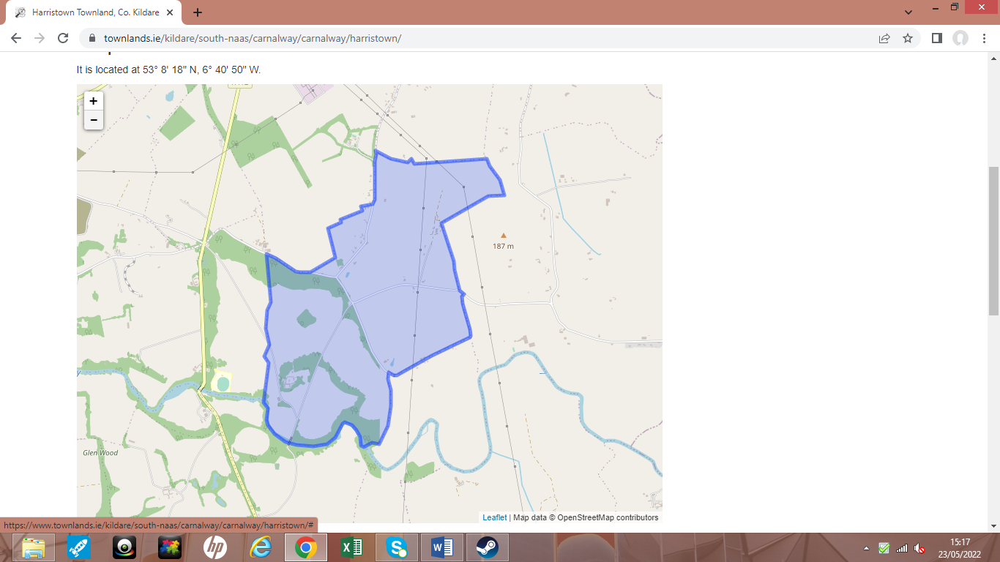 Harristown Townland, Co. Kildare
townlands.ie/kildare/south-naas/carnalway/carnalway/harristown/
It is located at 53° 8' 18" N, 6° 40' 50" W.
+
−
187 m
Glen Wood
Leaflet | Map data © OpenStreetMap contributors
https://www.townlands.ie/kildare/south-naas/carnalway/carnalway/harristown/#
hp
15:17
23/05/2022